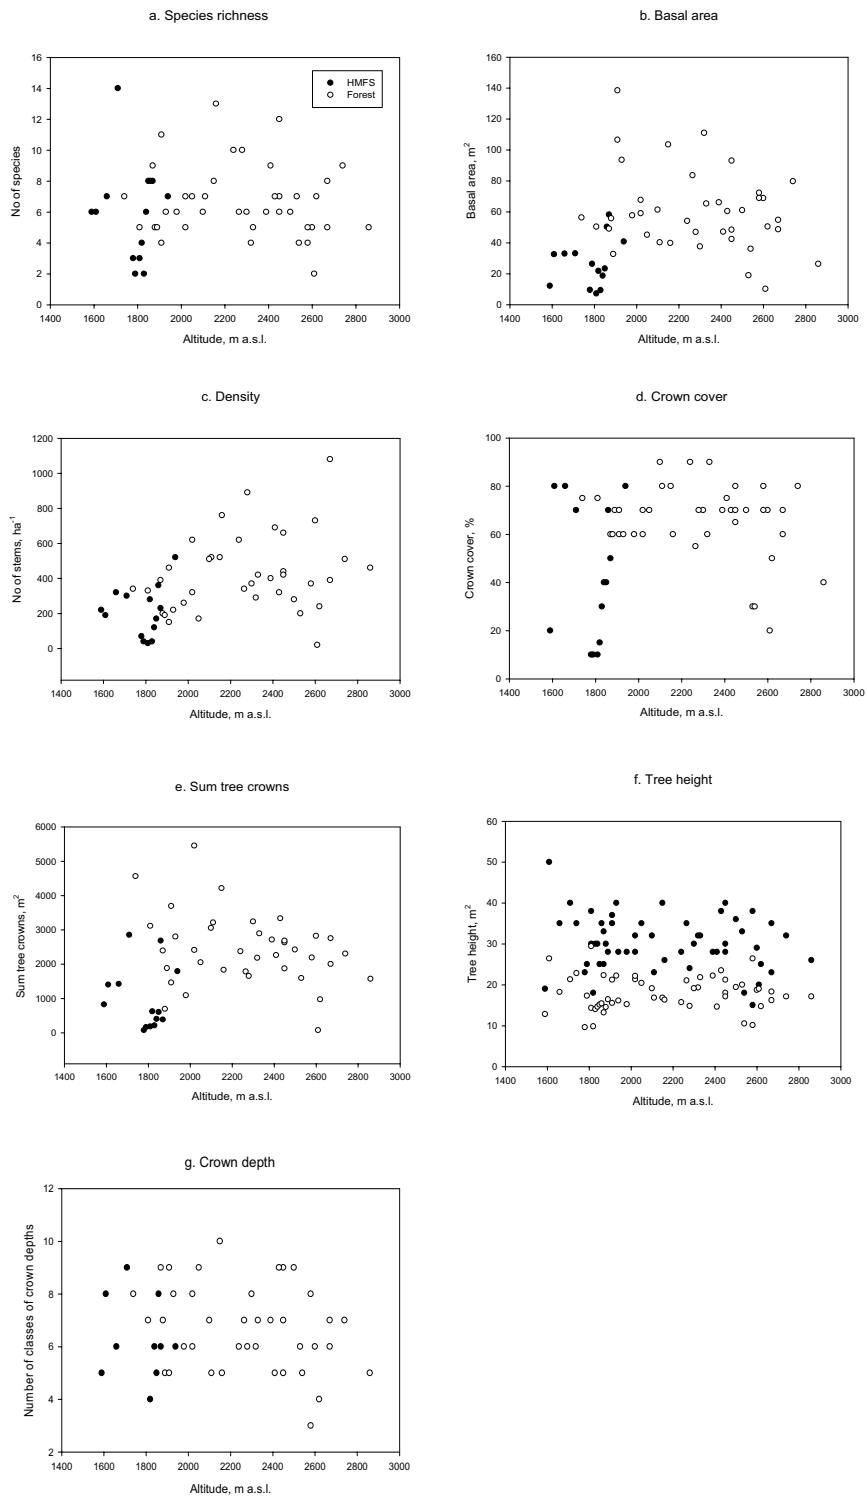 a. Species richness
No of species
16
14
12
10
8
6
4
2
0
HMFS
Forest
1400 1600 1800 2000 2200 2400 2600 2800 3000
Altitude, m a.s.l.
b. Basal area
Basal area, m²
160
140
120
100
80
60
40
20
0
1400 1600 1800 2000 2200 2400 2600 2800 3000
Altitude, m a.s.l.
c. Density
No of stems, ha⁻¹
1200
1000
800
600
400
200
0
1400 1600 1800 2000 2200 2400 2600 2800 3000
Altitude, m a.s.l.
d. Crown cover
Crown cover, %
100
80
60
40
20
0
1400 1600 1800 2000 2200 2400 2600 2800 3000
Altitude, m a.s.l.
e. Sum tree crowns
Sum tree crowns, m²
6000
5000
4000
3000
2000
1000
0
1400 1600 1800 2000 2200 2400 2600 2800 3000
Altitude, m a.s.l.
f. Tree height
Tree height, m²
60
50
40
30
20
10
0
1400 1600 1800 2000 2200 2400 2600 2800 3000
Altitude, m a.s.l.
g. Crown depth
Number of classes of crown depths
12
10
8
6
4
2
1400 1600 1800 2000 2200 2400 2600 2800 3000
Altitude, m a.s.l.